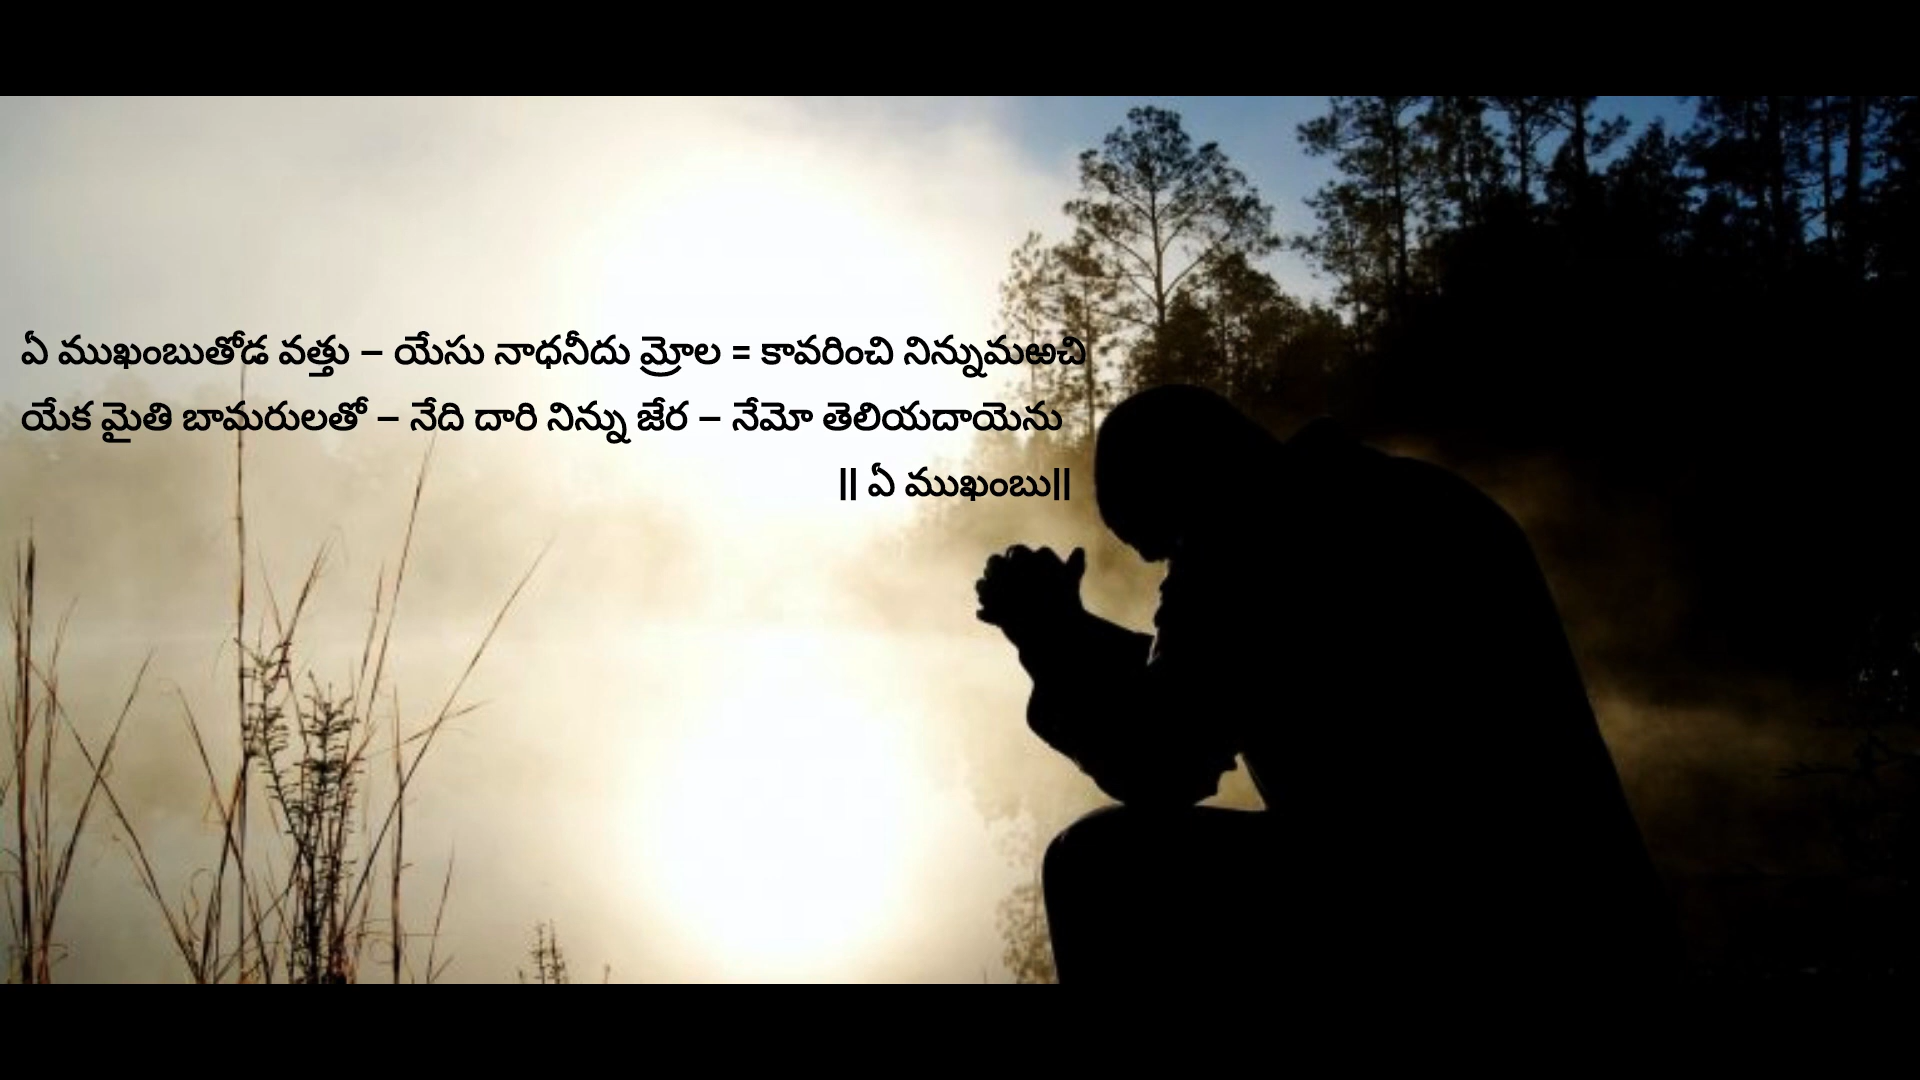 ఏ ముఖంబుతోడ వత్తు – యేసు నాధనీదు మ్రోల = కావరించి నిన్నుమఱచి
యేక మైతి బామరులతో – నేది దారి నిన్ను జేర – నేమో తెలియదాయెను
|| ఏ ముఖంబు||